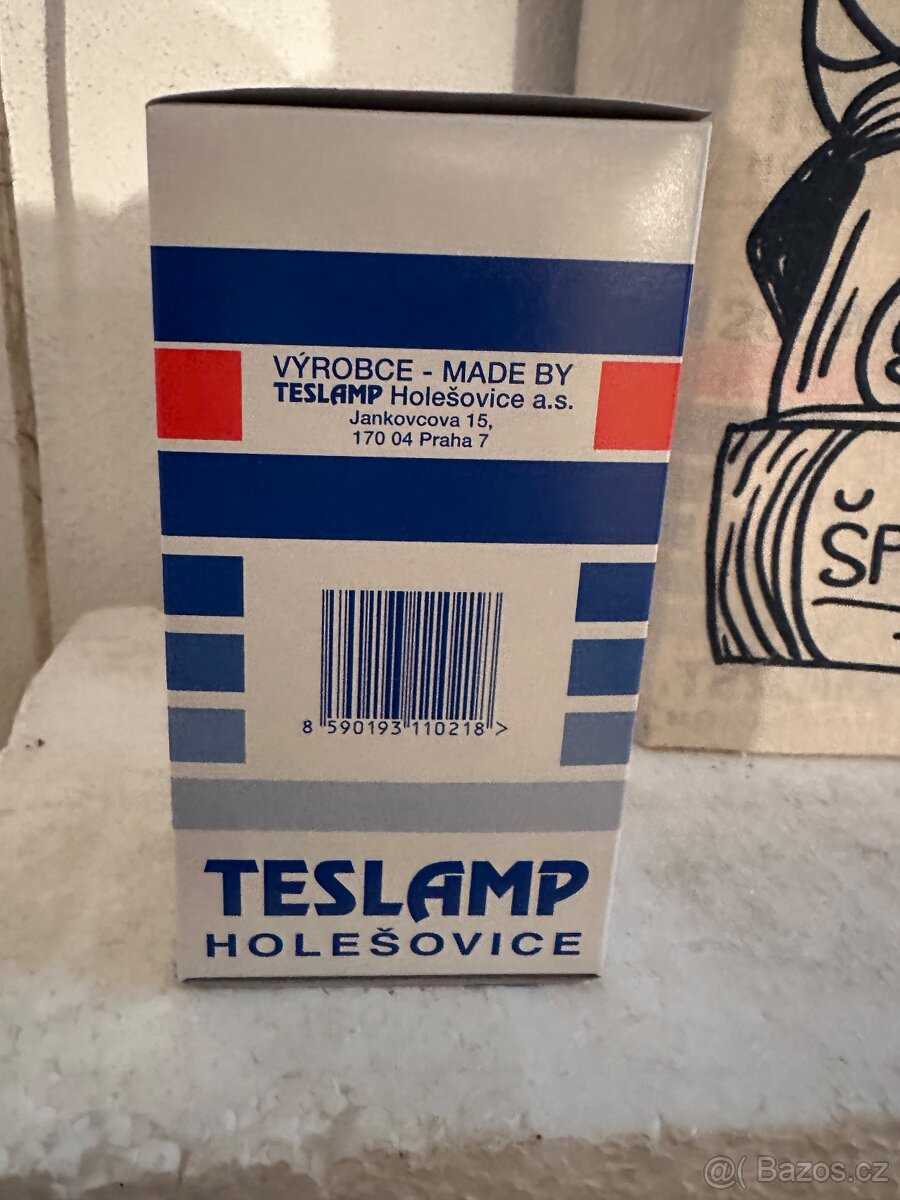 VÝROBCE - MADE BY
TESLAMP Holešovice a.s.
Jankovcova 15,
170 04 Praha 7
8 590193 110218 >
TESLAMP
HOLEŠOVICE
ŠP
@( Bazos.cz